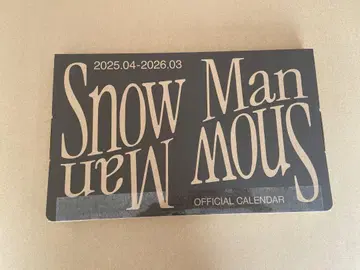 2025.04-2026.03
Snow Man
Snow Man
OFFICIAL CALENDAR